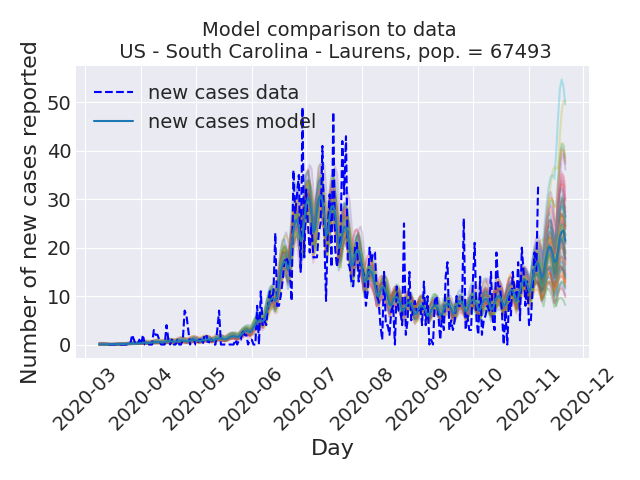 Model comparison to data
US - South Carolina - Laurens, pop. = 67493
Number of new cases reported
50
40
30
20
10
0
new cases data
new cases model
2020-03
2020-04
2020-05
2020-06
2020-07
2020-08
2020-09
2020-10
2020-11
2020-12
Day